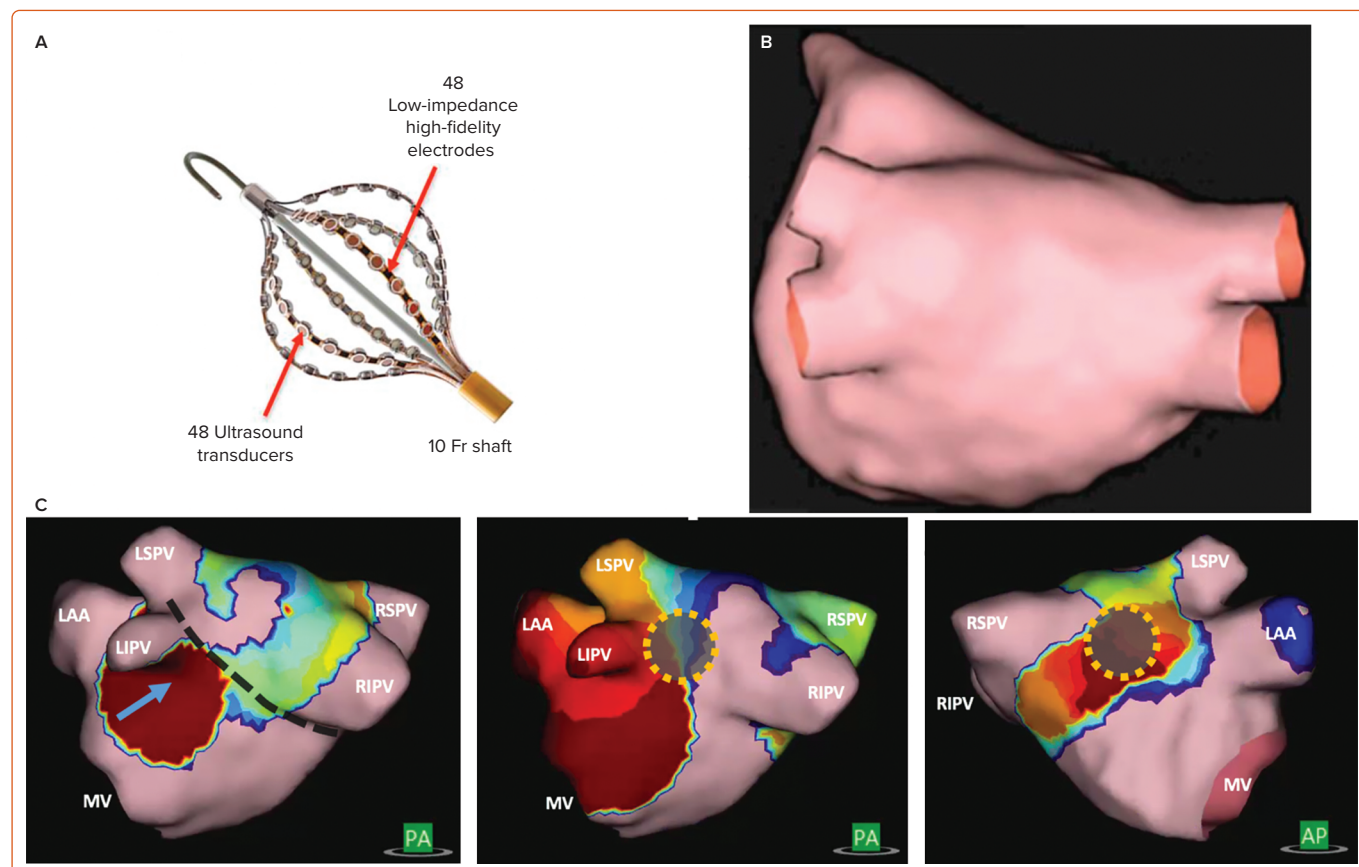 A
48
Low-impedance
high-fidelity
electrodes
48 Ultrasound
transducers
10 Fr shaft
B
C
LSPV
LAA
LIPV
RSPV
RIPV
MV
PA
LSPV
LAA
LIPV
RSPV
RIPV
MV
PA
LSPV
RSPV
LAA
RIPV
MV
AP